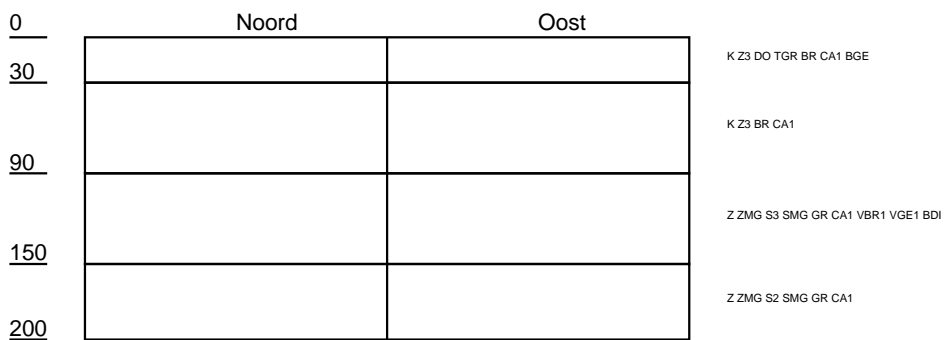 0 Noord Oost
K Z3 DO TGR BR CA1 BGE
30
K Z3 BR CA1
90
Z ZMG S3 SMG GR CA1 VBR1 VGE1 BDI
150
Z ZMG S2 SMG GR CA1
200